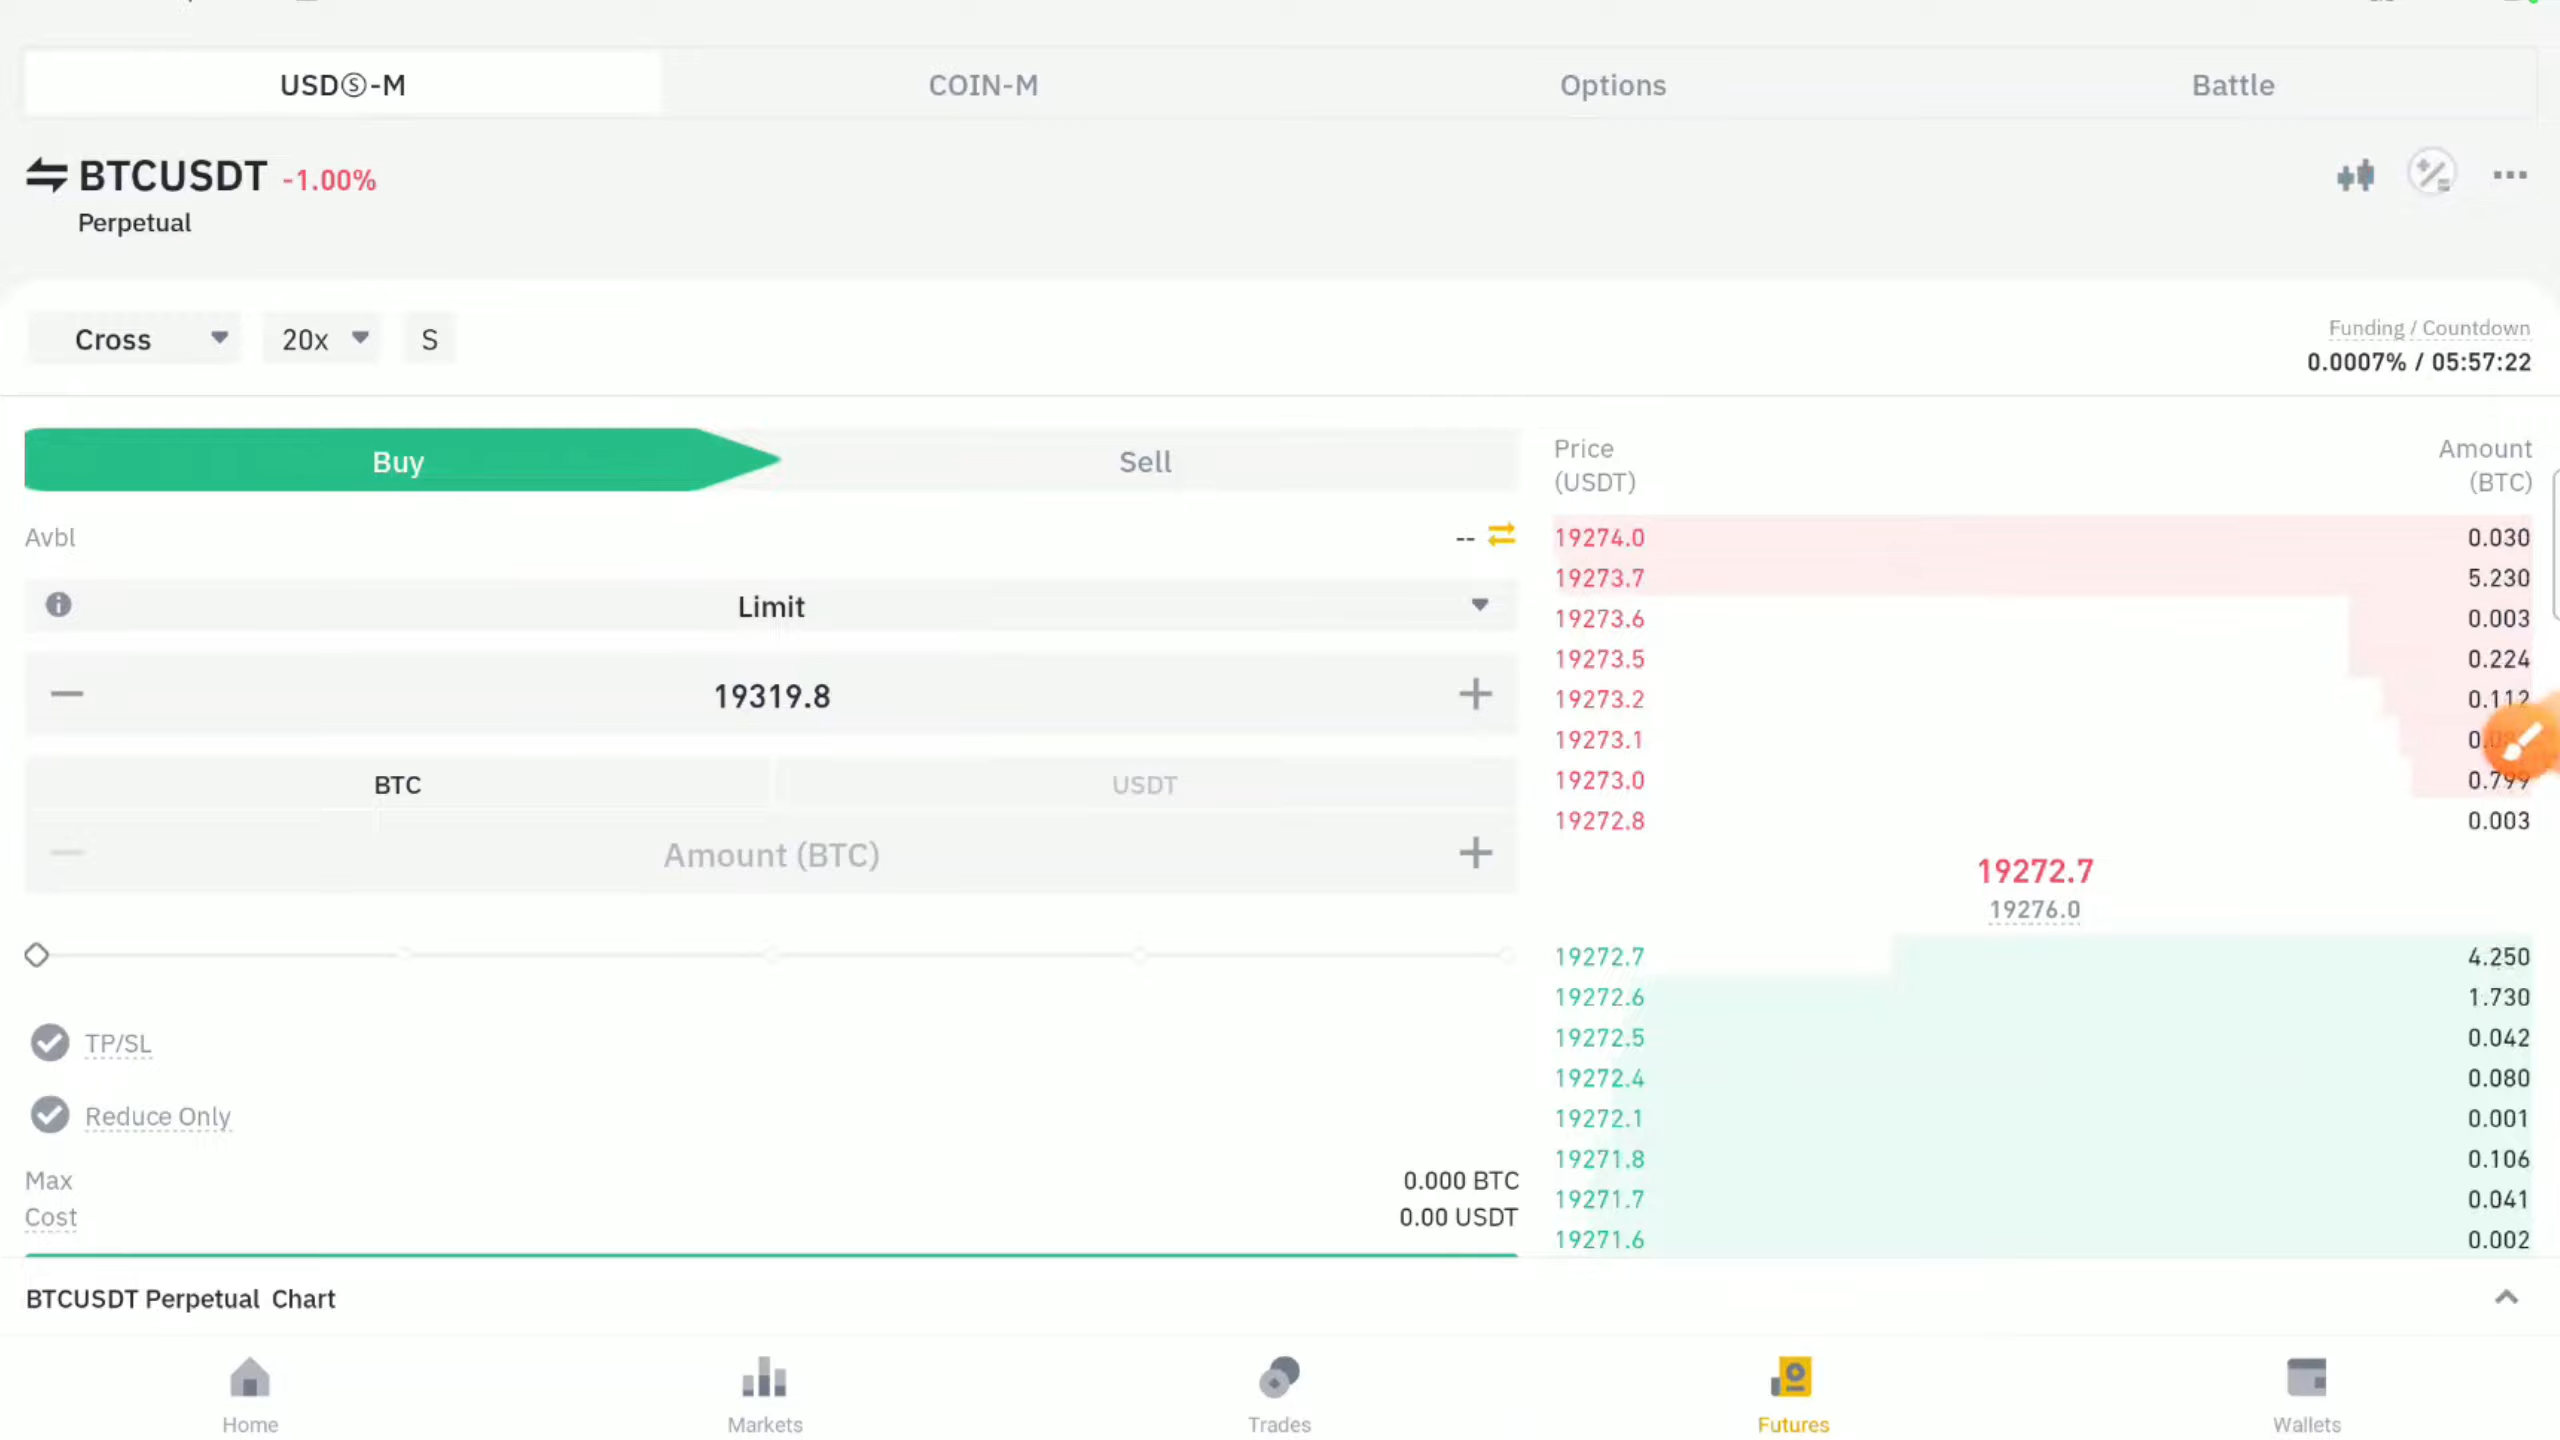 USDⓈ-M
COIN-M
Options
Battle
BTCUSDT -1.00%
Perpetual
Cross
20x
S
Funding / Countdown
0.0007% / 05:57:22
Buy
Sell
Avbl
--
Limit
19319.8
BTC
USDT
Amount (BTC)
TP/SL
Reduce Only
Max 0.000 BTC
Cost 0.00 USDT
Price Amount
(USDT) (BTC)
19274.0 0.030
19273.7 5.230
19273.6 0.003
19273.5 0.224
19273.2 0.112
19273.1
19273.0 0.799
19272.8 0.003
19272.7
19276.0
19272.7 4.250
19272.6 1.730
19272.5 0.042
19272.4 0.080
19272.1 0.001
19271.8 0.106
19271.7 0.041
19271.6 0.002
BTCUSDT Perpetual Chart
Home
Markets
Trades
Futures
Wallets